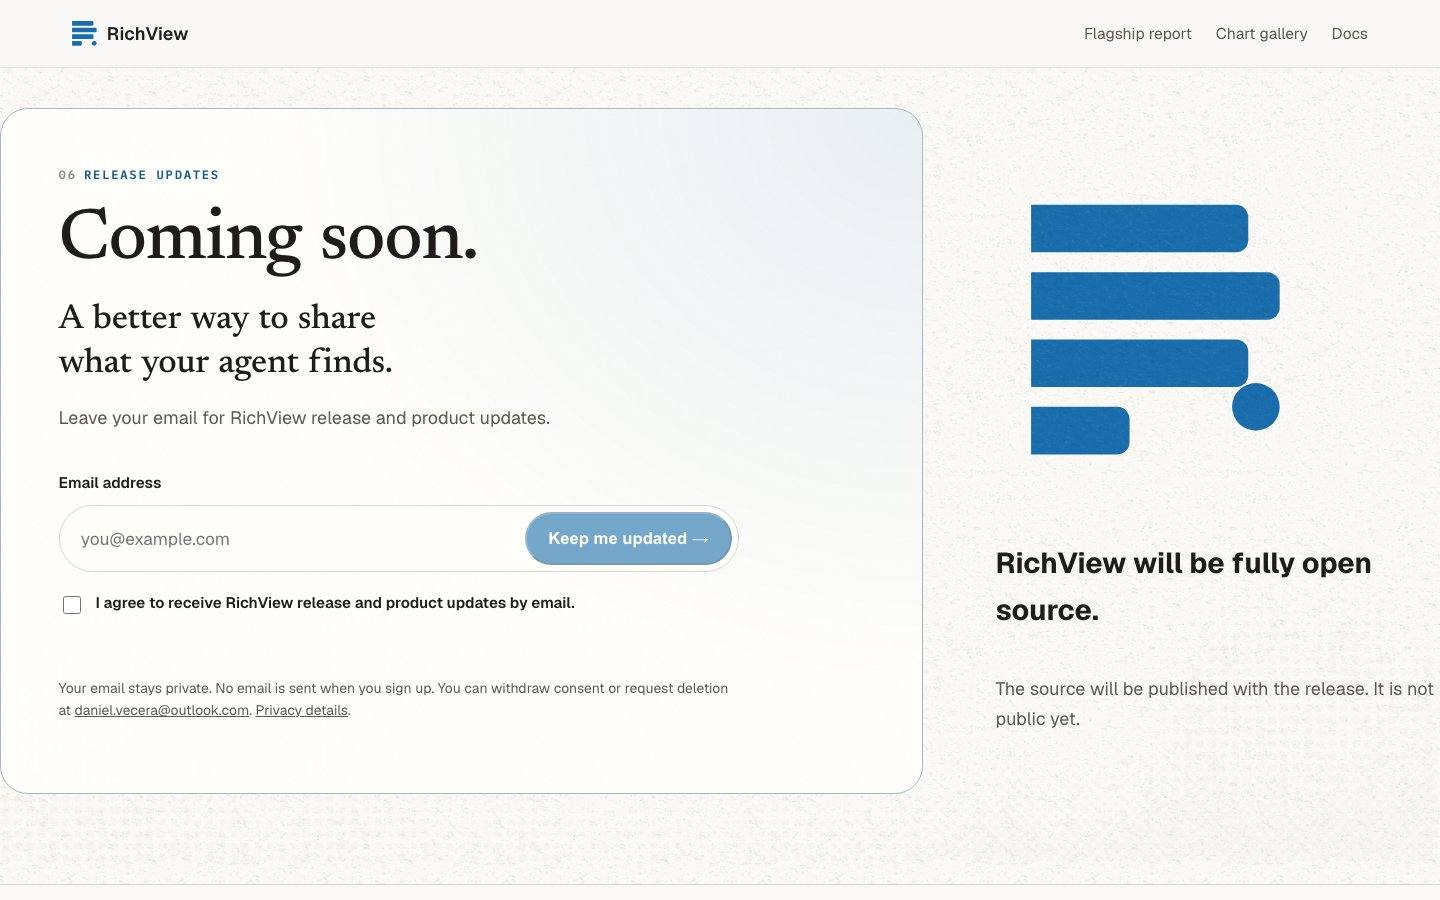 RichView
Flagship report
Chart gallery
Docs
06 RELEASE UPDATES
Coming soon.
A better way to share
what your agent finds.
Leave your email for RichView release and product updates.
Email address
you@example.com
Keep me updated →
I agree to receive RichView release and product updates by email.
Your email stays private. No email is sent when you sign up. You can withdraw consent or request deletion
at daniel.vecera@outlook.com. Privacy details.
RichView will be fully open
source.
The source will be published with the release. It is not
public yet.